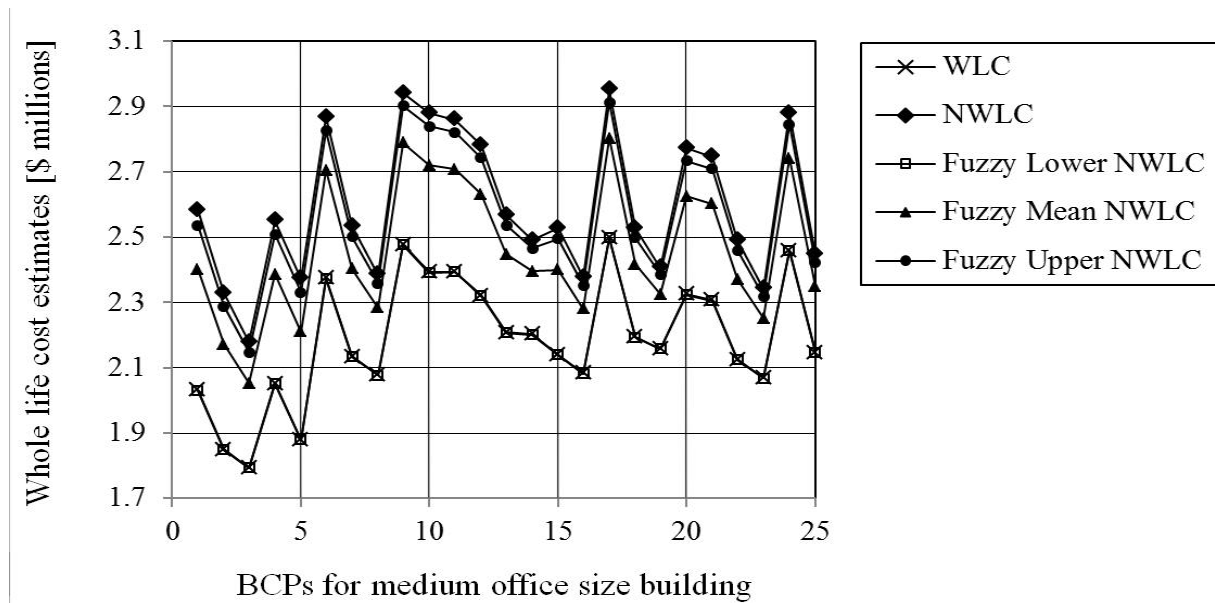 Whole life cost estimates [$ millions]
3.1
2.9
2.7
2.5
2.3
2.1
1.9
1.7
0
5
10
15
20
25
BCPs for medium office size building
WLC
NWLC
Fuzzy Lower NWLC
Fuzzy Mean NWLC
Fuzzy Upper NWLC